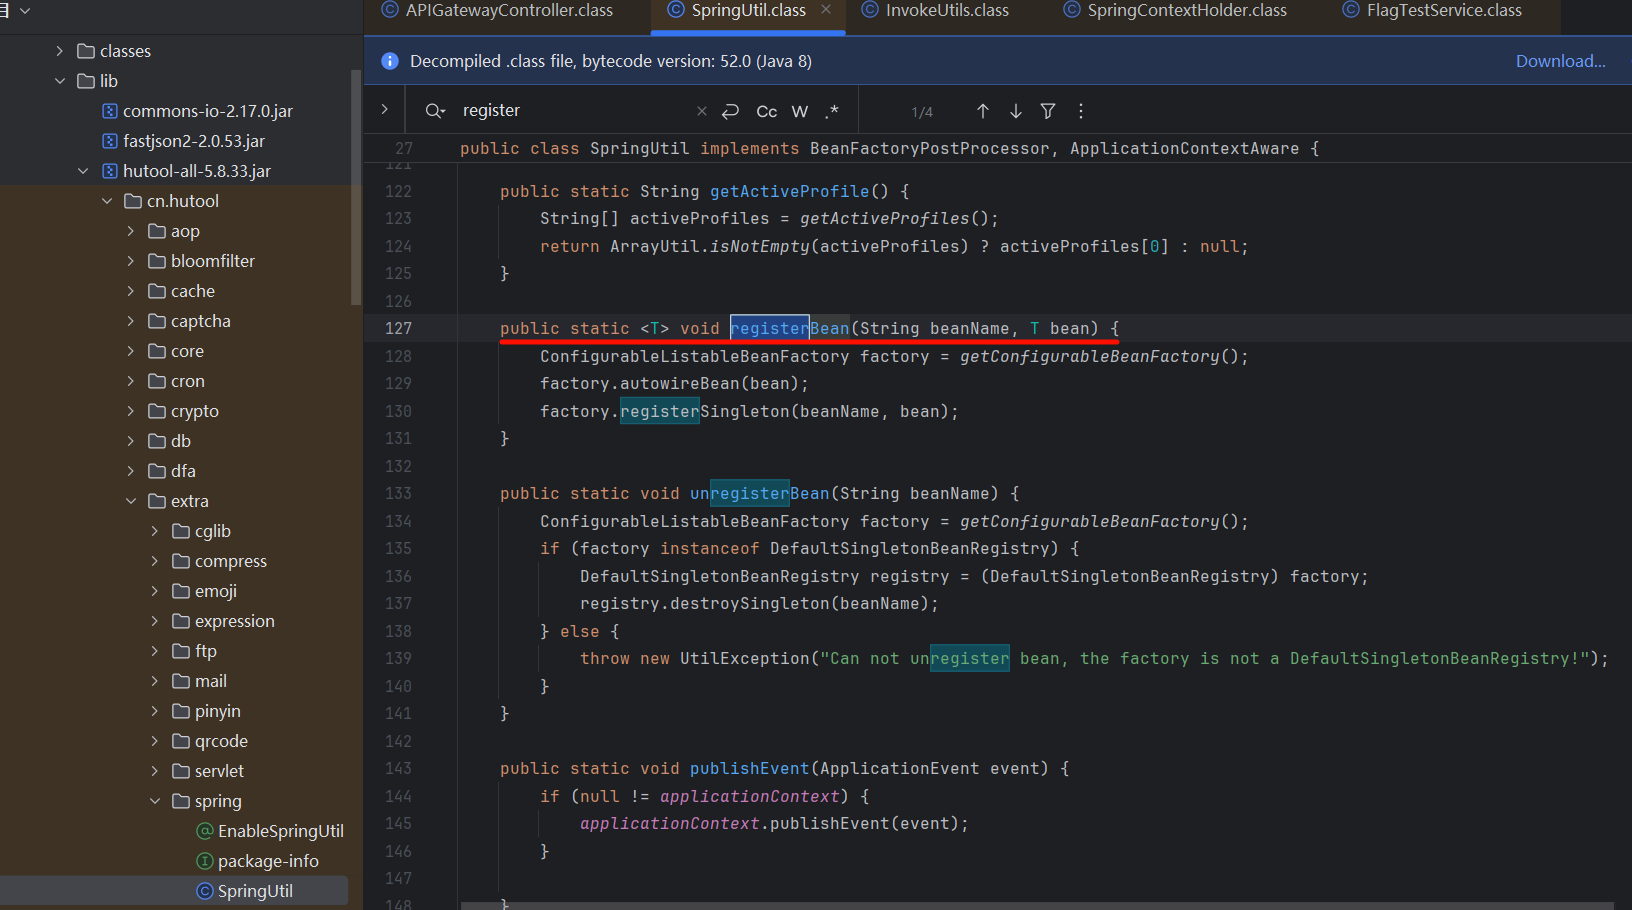 目
classes
lib
commons-io-2.17.0.jar
fastjson2-2.0.53.jar
hutool-all-5.8.33.jar
cn.hutool
aop
bloomfilter
cache
captcha
core
cron
crypto
db
dfa
extra
cglib
compress
emoji
expression
ftp
mail
pinyin
qrcode
servlet
spring
EnableSpringUtil
package-info
SpringUtil
APIGatewayController.class
SpringUtil.class
InvokeUtils.class
SpringContextHolder.class
FlagTestService.class
Decompiled .class file, bytecode version: 52.0 (Java 8)
Download...
register
Cc W .* 1/4
27 public class SpringUtil implements BeanFactoryPostProcessor, ApplicationContextAware {
121
122 public static String getActiveProfile() {
123 String[] activeProfiles = getActiveProfiles();
124 return ArrayUtil.isNotEmpty(activeProfiles) ? activeProfiles[0] : null;
125 }
126
127 public static <T> void registerBean(String beanName, T bean) {
128 ConfigurableListableBeanFactory factory = getConfigurableBeanFactory();
129 factory.autowireBean(bean);
130 factory.registerSingleton(beanName, bean);
131 }
132
133 public static void unregisterBean(String beanName) {
134 ConfigurableListableBeanFactory factory = getConfigurableBeanFactory();
135 if (factory instanceof DefaultSingletonBeanRegistry) {
136 DefaultSingletonBeanRegistry registry = (DefaultSingletonBeanRegistry) factory;
137 registry.destroySingleton(beanName);
138 } else {
139 throw new UtilException("Can not unregister bean, the factory is not a DefaultSingletonBeanRegistry!");
140 }
141 }
142
143 public static void publishEvent(ApplicationEvent event) {
144 if (null != applicationContext) {
145 applicationContext.publishEvent(event);
146 }
147
148 }